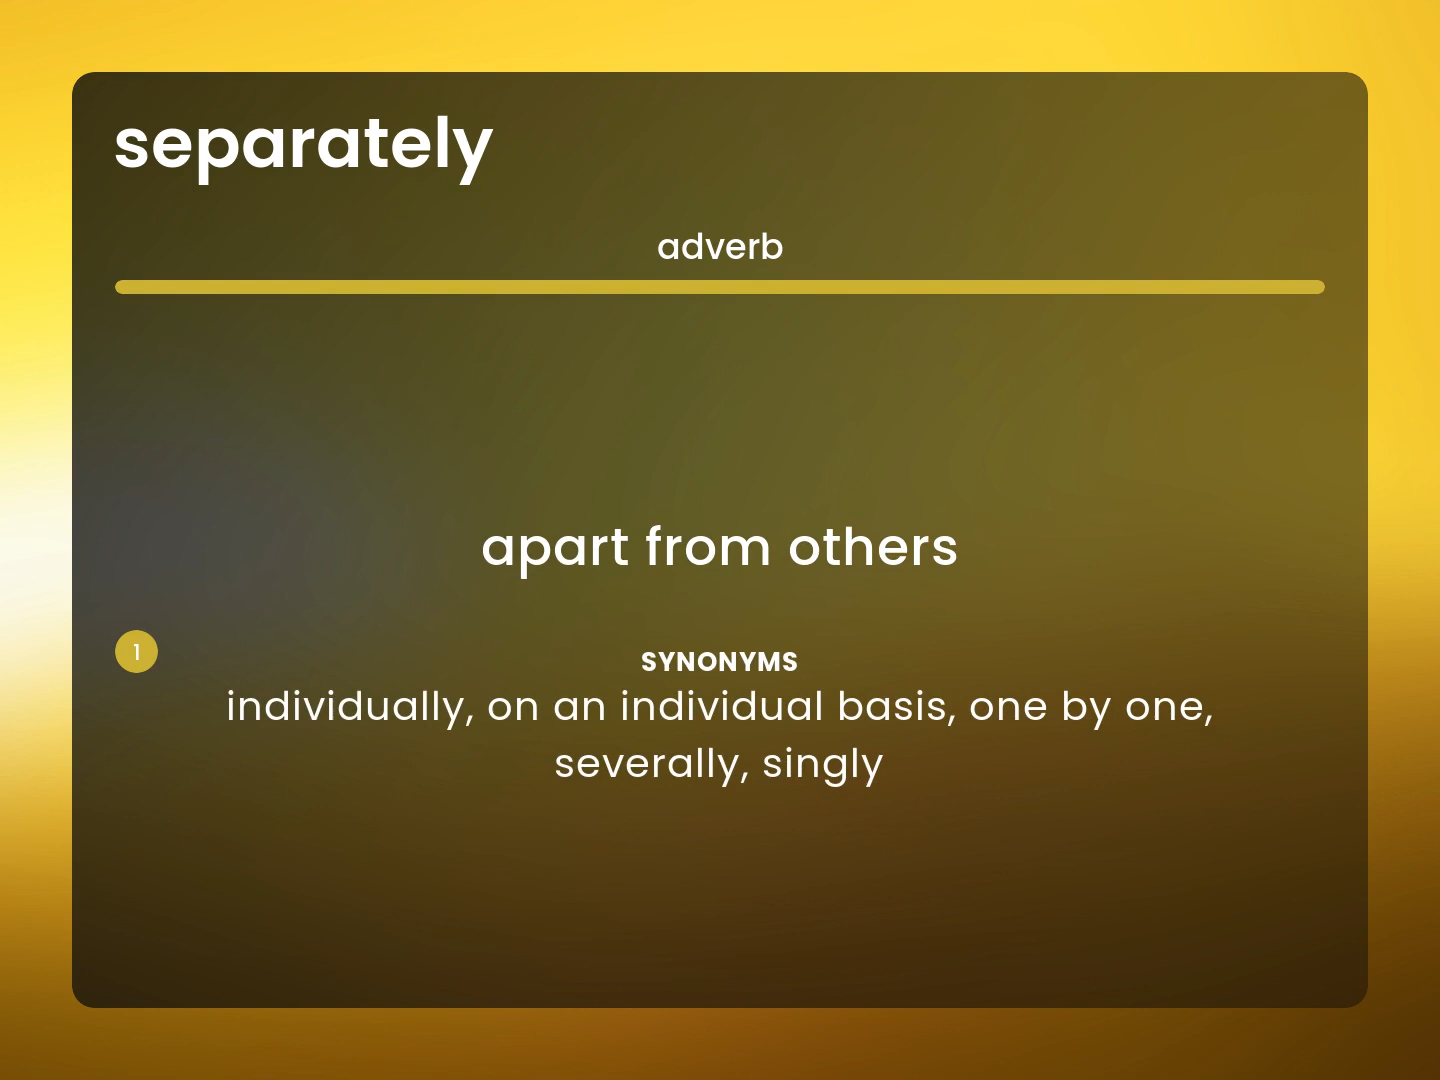 separately
adverb
apart from others
1
SYNONYMS
individually, on an individual basis, one by one,
severally, singly